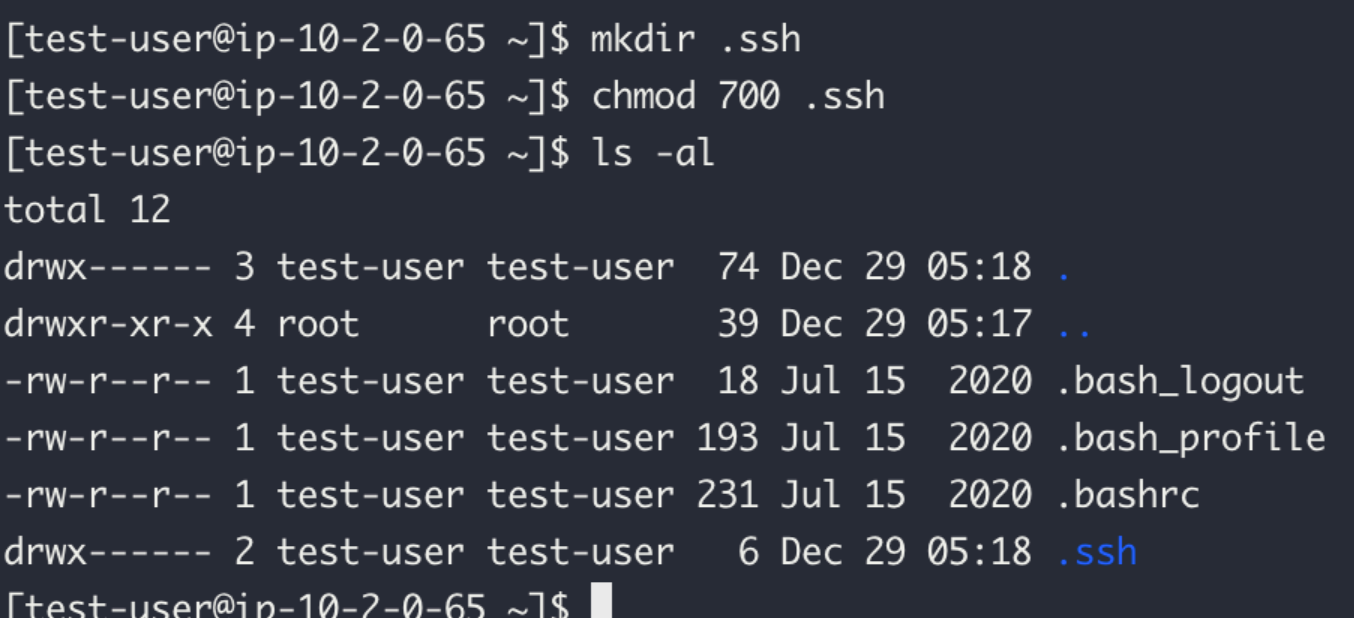 [test-user@ip-10-2-0-65 ~]$ mkdir .ssh
[test-user@ip-10-2-0-65 ~]$ chmod 700 .ssh
[test-user@ip-10-2-0-65 ~]$ ls -al
total 12
drwx------ 3 test-user test-user  74 Dec 29 05:18 .
drwxr-xr-x 4 root      root       39 Dec 29 05:17 ..
-rw-r--r-- 1 test-user test-user  18 Jul 15  2020 .bash_logout
-rw-r--r-- 1 test-user test-user 193 Jul 15  2020 .bash_profile
-rw-r--r-- 1 test-user test-user 231 Jul 15  2020 .bashrc
drwx------ 2 test-user test-user   6 Dec 29 05:18 .ssh
[test-user@ip-10-2-0-65 ~]$